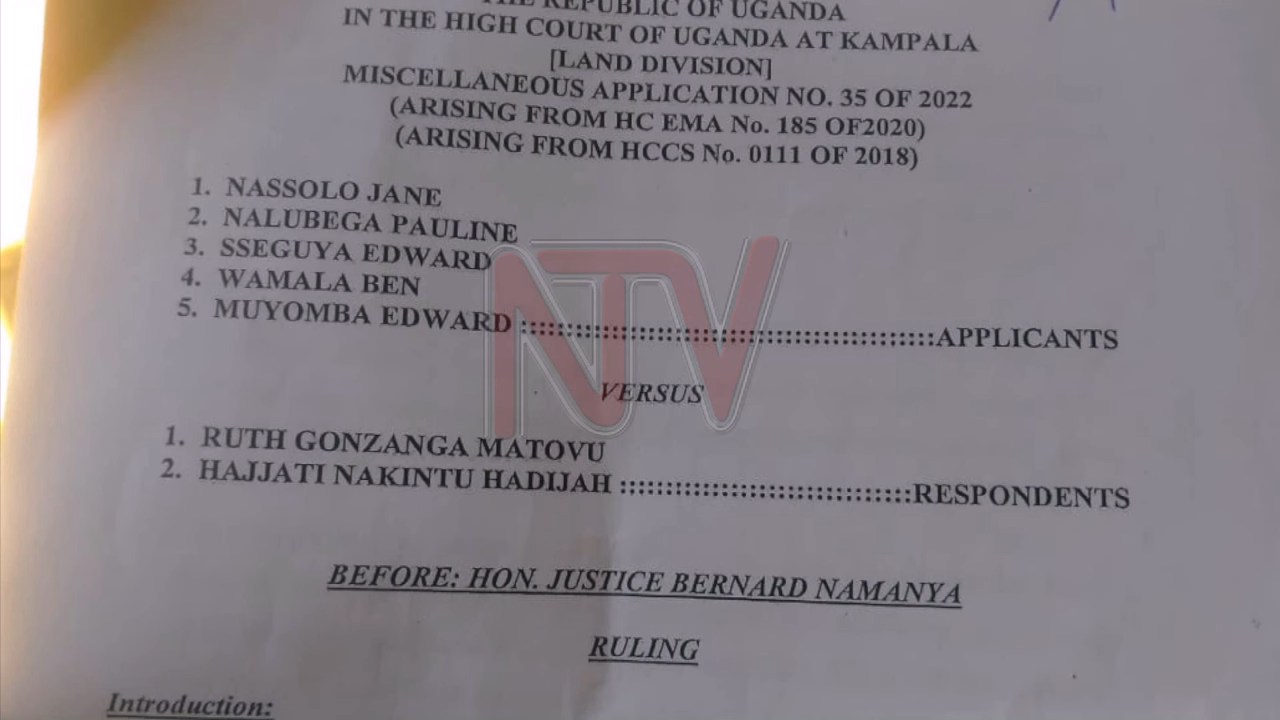 THE REPUBLIC OF UGANDA
IN THE HIGH COURT OF UGANDA AT KAMPALA
[LAND DIVISION]
MISCELLANEOUS APPLICATION NO. 35 OF 2022
(ARISING FROM HC EMA No. 185 OF2020)
(ARISING FROM HCCS No. 0111 OF 2018)
1. NASSOLO JANE
2. NALUBEGA PAULINE
3. SSEGUYA EDWARD
4. WAMALA BEN
5. MUYOMBA EDWARD ::::::::::::::::::::::::::::::::::::::::::::::APPLICANTS
NTV
VERSUS
1. RUTH GONZANGA MATOVU
2. HAJJATI NAKINTU HADIJAH ::::::::::::::::::::::::::::::::RESPONDENTS
BEFORE: HON. JUSTICE BERNARD NAMANYA
RULING
Introduction: